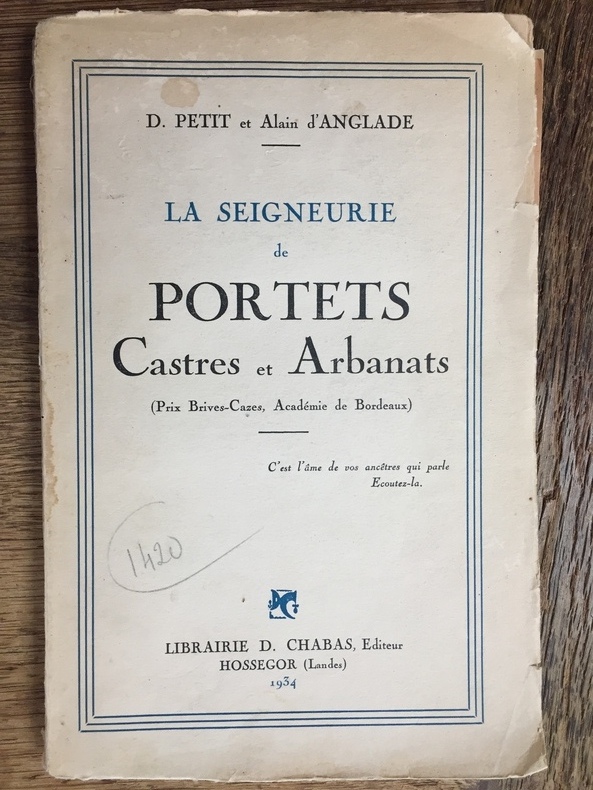 D. PETIT et Alain d'ANGLADE
LA SEIGNEURIE
de
PORTETS
Castres et Arbanats
(Prix Brives-Cazes, Académie de Bordeaux)
C'est l'âme de vos ancêtres qui parle
Ecoutez-la.
1420
LIBRAIRIE D. CHABAS, Editeur
HOSSEGOR (Landes)
1934